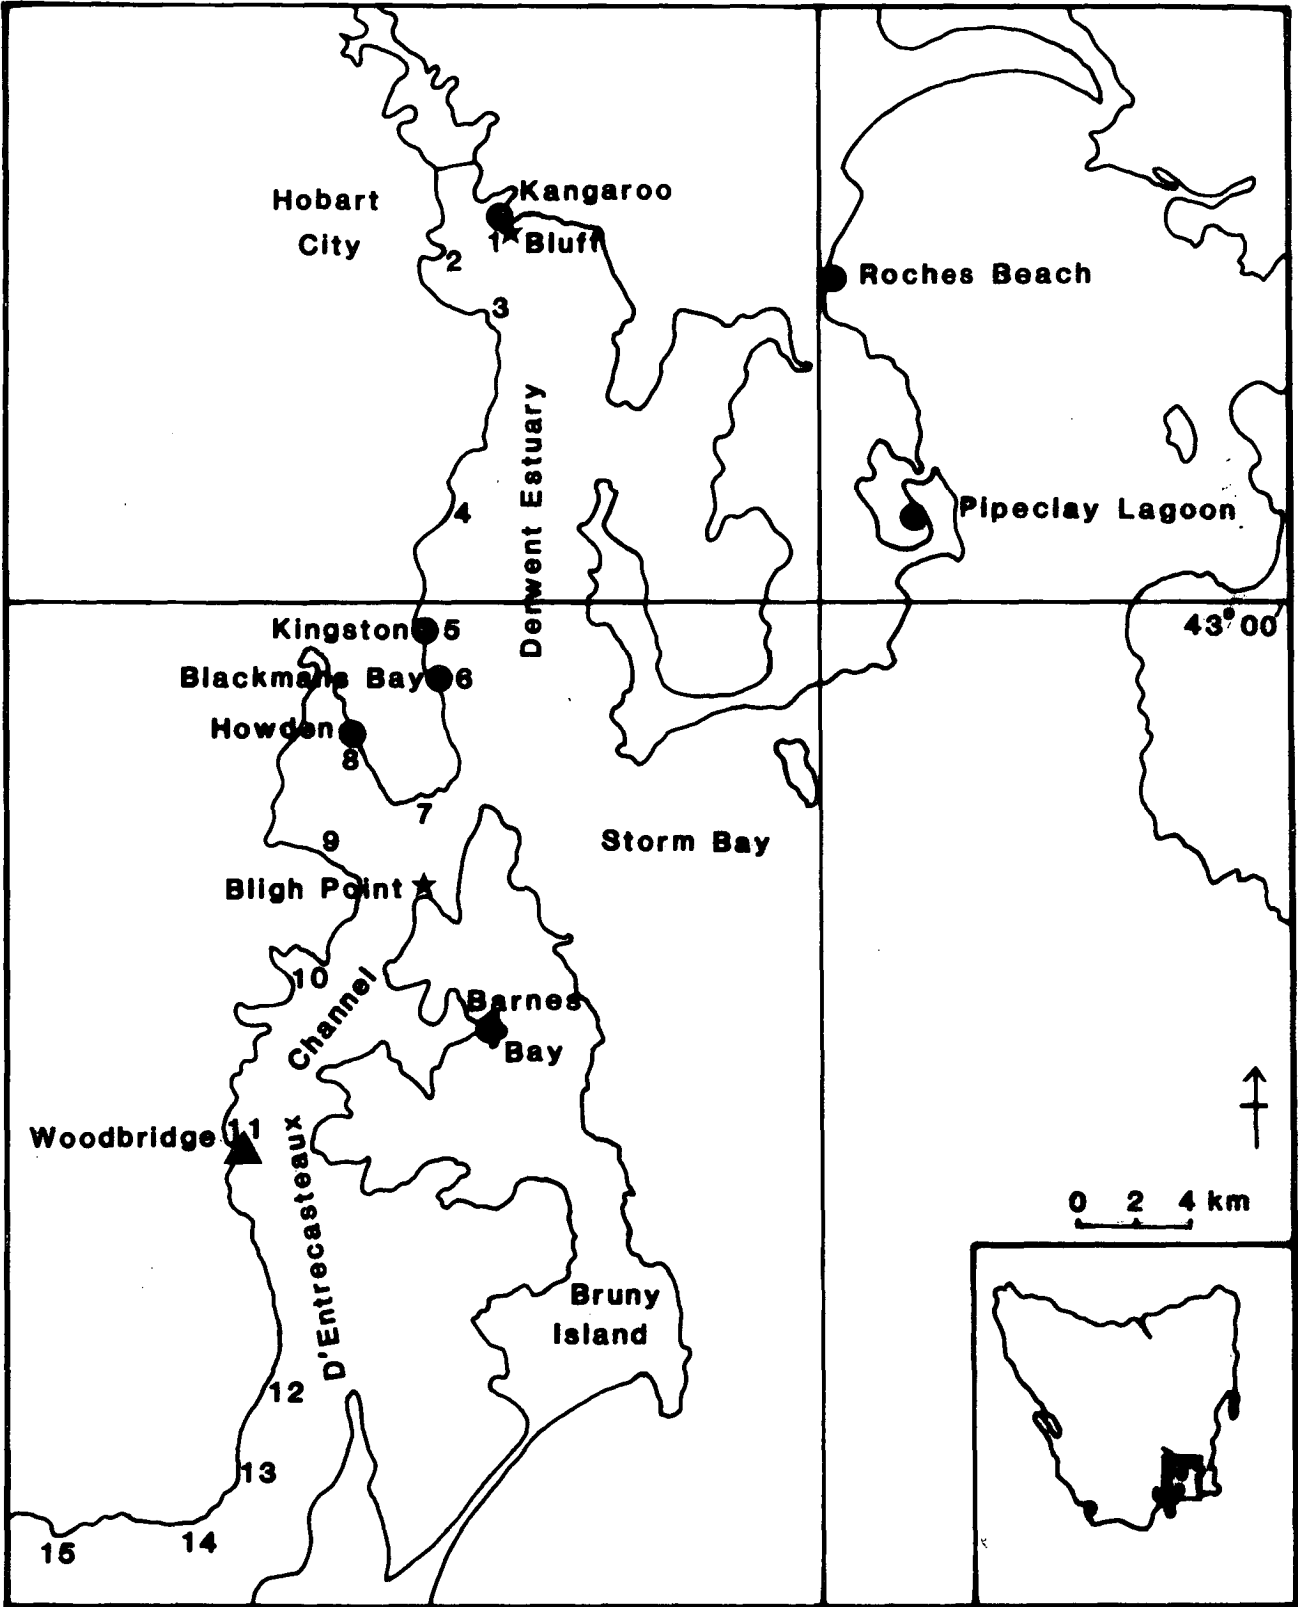 Kangaroo
Hobart
City
1
Bluff
2
Roches Beach
3
Derwent Estuary
4
Pipeclay Lagoon
43°00'
Kingston 5
Blackmans Bay 6
Howden
8
7
9
Storm Bay
Bligh Point
10
Channel
Barnes
Bay
11
Woodbridge
D'Entrecasteaux
0 2 4 km
Bruny
Island
12
13
14
15